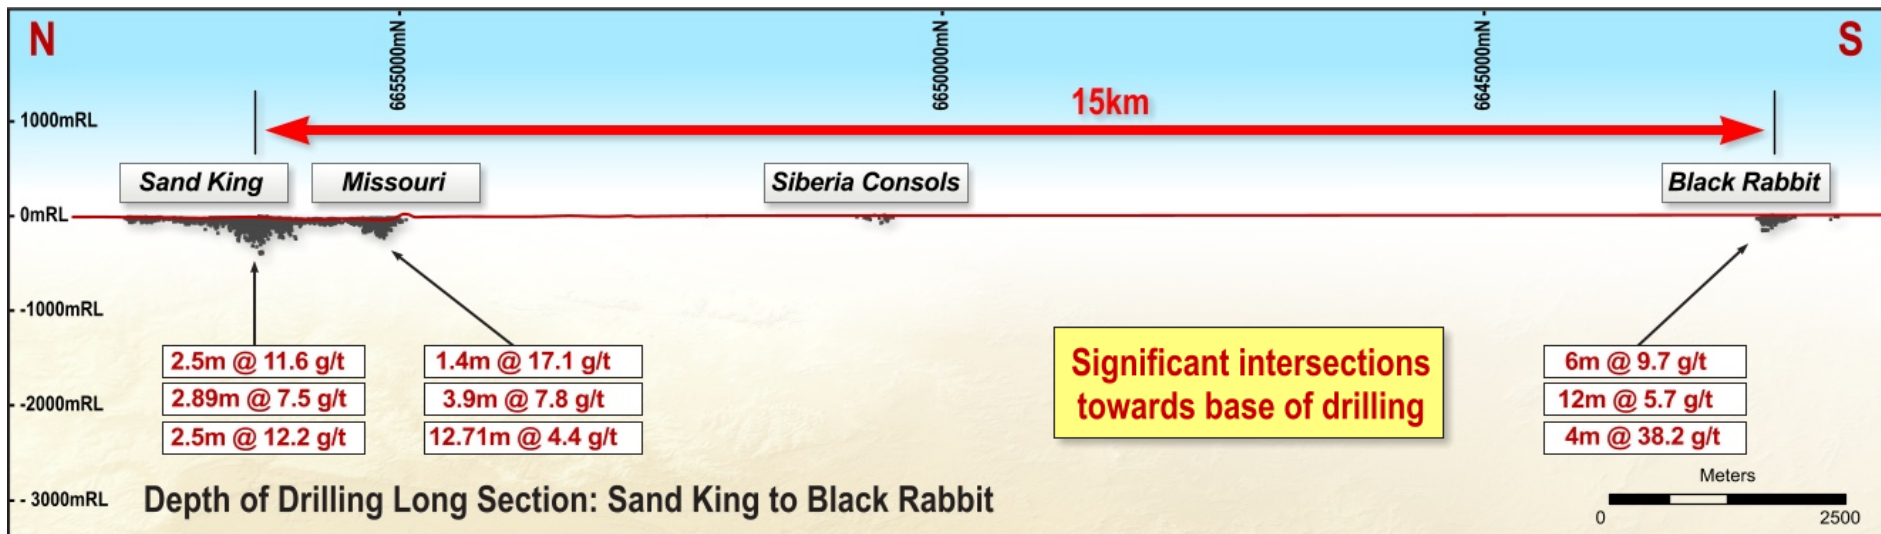 N
S
6655000mN
6650000mN
6645000mN
15km
1000mRL
Sand King
Missouri
Siberia Consols
Black Rabbit
0mRL
-1000mRL
2.5m @ 11.6 g/t
2.89m @ 7.5 g/t
2.5m @ 12.2 g/t
1.4m @ 17.1 g/t
3.9m @ 7.8 g/t
12.71m @ 4.4 g/t
Significant intersections
towards base of drilling
6m @ 9.7 g/t
12m @ 5.7 g/t
4m @ 38.2 g/t
-2000mRL
- 3000mRL
Depth of Drilling Long Section: Sand King to Black Rabbit
Meters
0
2500